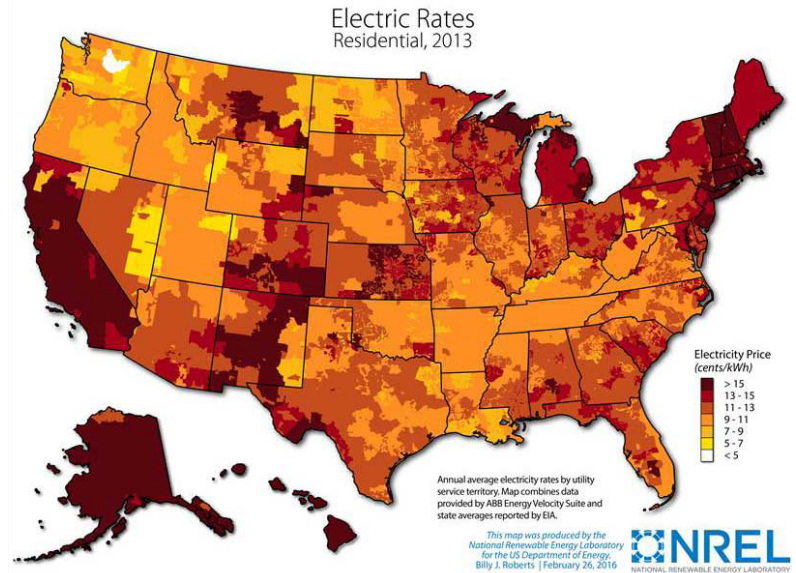 Electric Rates
Residential, 2013
Electricity Price
(cents/kWh)
> 15
13 - 15
11 - 13
9 - 11
7 - 9
5 - 7
< 5
Annual average electricity rates by utility
service territory. Map combines data
provided by ABB Energy Velocity Suite and
state averages reported by EIA.
This map was produced by the
National Renewable Energy Laboratory
for the US Department of Energy.
Billy J. Roberts | February 26, 2016
NREL
NATIONAL RENEWABLE ENERGY LABORATORY